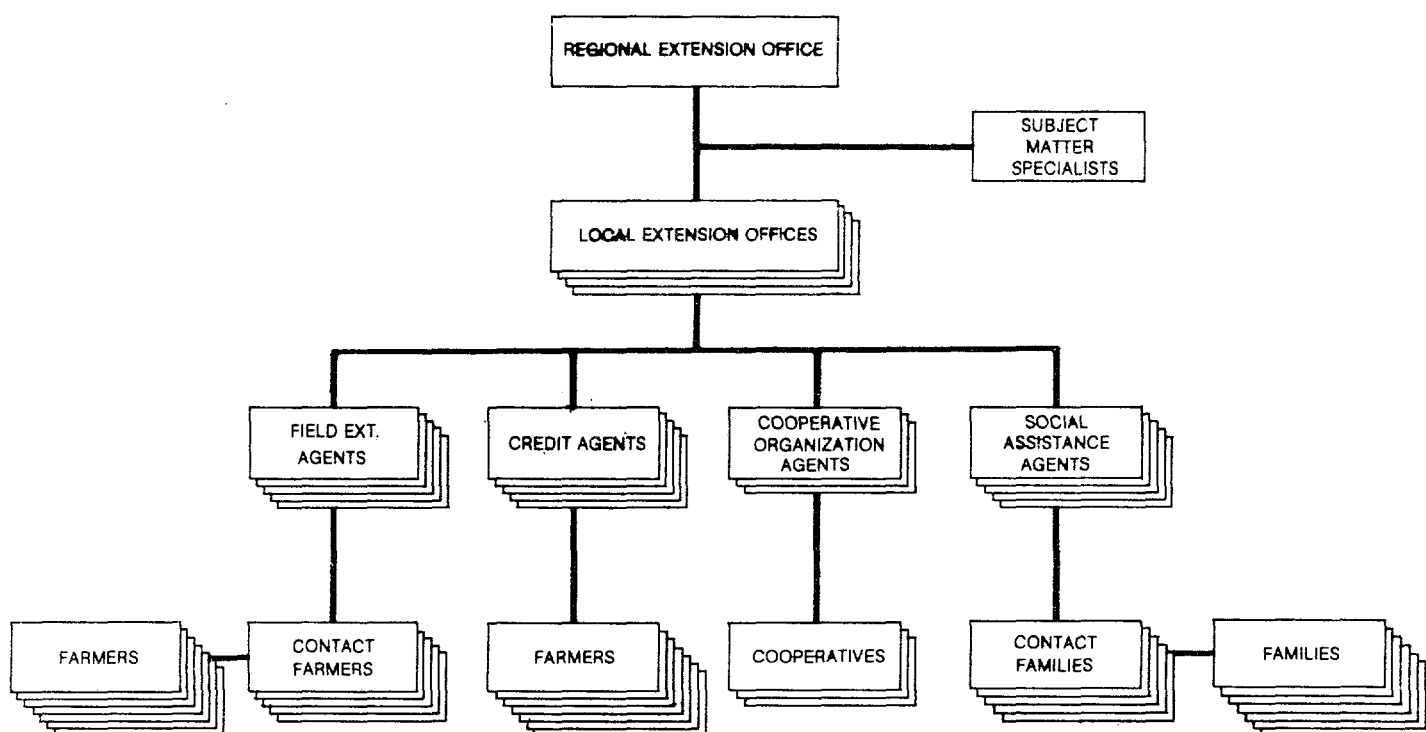 REGIONAL EXTENSION OFFICE
SUBJECT
MATTER
SPECIALISTS
LOCAL EXTENSION OFFICES
FIELD EXT.
AGENTS
CREDIT AGENTS
COOPERATIVE
ORGANIZATION
AGENTS
SOCIAL
ASSISTANCE
AGENTS
FARMERS
CONTACT
FARMERS
FARMERS
COOPERATIVES
CONTACT
FAMILIES
FAMILIES